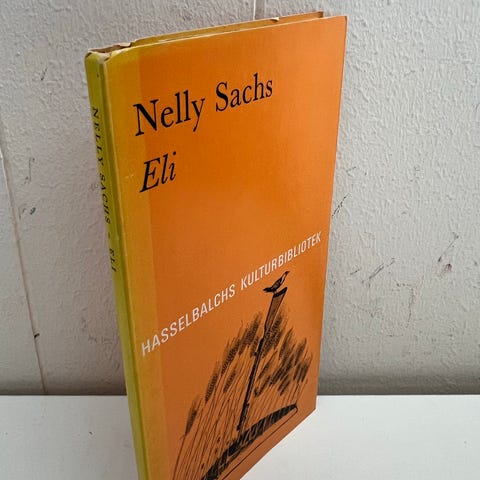 Nelly Sachs
Eli
HASSELBALCHS KULTURBIBLIOTEK
NELLY SACHS · ELI